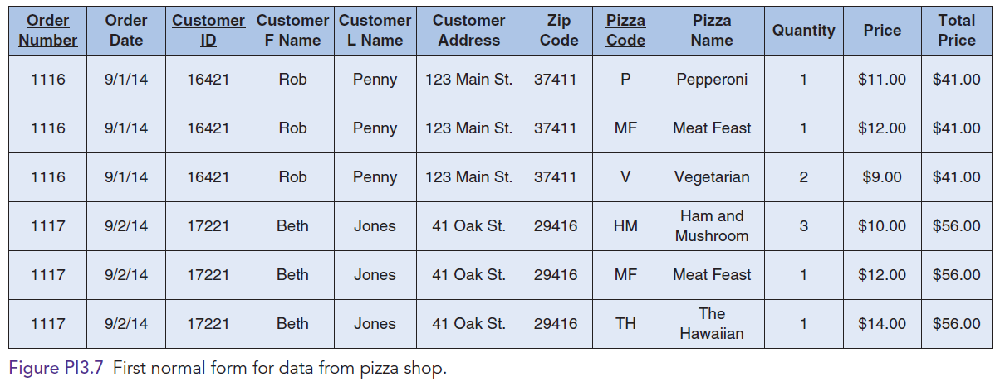 Order Number Order Date Customer ID Customer F Name Customer L Name Customer Address Zip Code Pizza Code Pizza Name Quantity Price Total Price
1116 9/1/14 16421 Rob Penny 123 Main St. 37411 P Pepperoni 1 $11.00 $41.00
1116 9/1/14 16421 Rob Penny 123 Main St. 37411 MF Meat Feast 1 $12.00 $41.00
1116 9/1/14 16421 Rob Penny 123 Main St. 37411 V Vegetarian 2 $9.00 $41.00
1117 9/2/14 17221 Beth Jones 41 Oak St. 29416 HM Ham and Mushroom 3 $10.00 $56.00
1117 9/2/14 17221 Beth Jones 41 Oak St. 29416 MF Meat Feast 1 $12.00 $56.00
1117 9/2/14 17221 Beth Jones 41 Oak St. 29416 TH The Hawaiian 1 $14.00 $56.00
Figure PI3.7 First normal form for data from pizza shop.